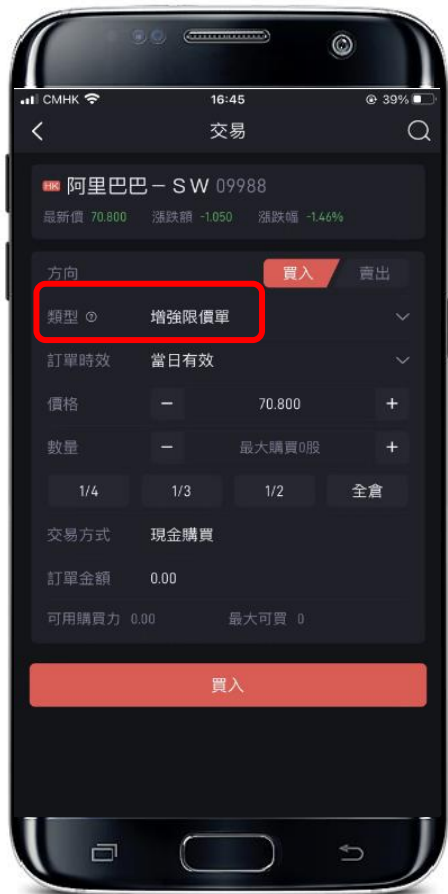 CMHK 16:45 39%
交易
HK 阿里巴巴－ＳＷ 09988
最新價 70.800 漲跌額 -1.050 漲跌幅 -1.46%
方向 買入 賣出
類型 ? 增強限價單
訂單時效 當日有效
價格 － 70.800 +
數量 － 最大購買0股 +
1/4 1/3 1/2 全倉
交易方式 現金購買
訂單金額 0.00
可用購買力 0.00 最大可買 0
買入